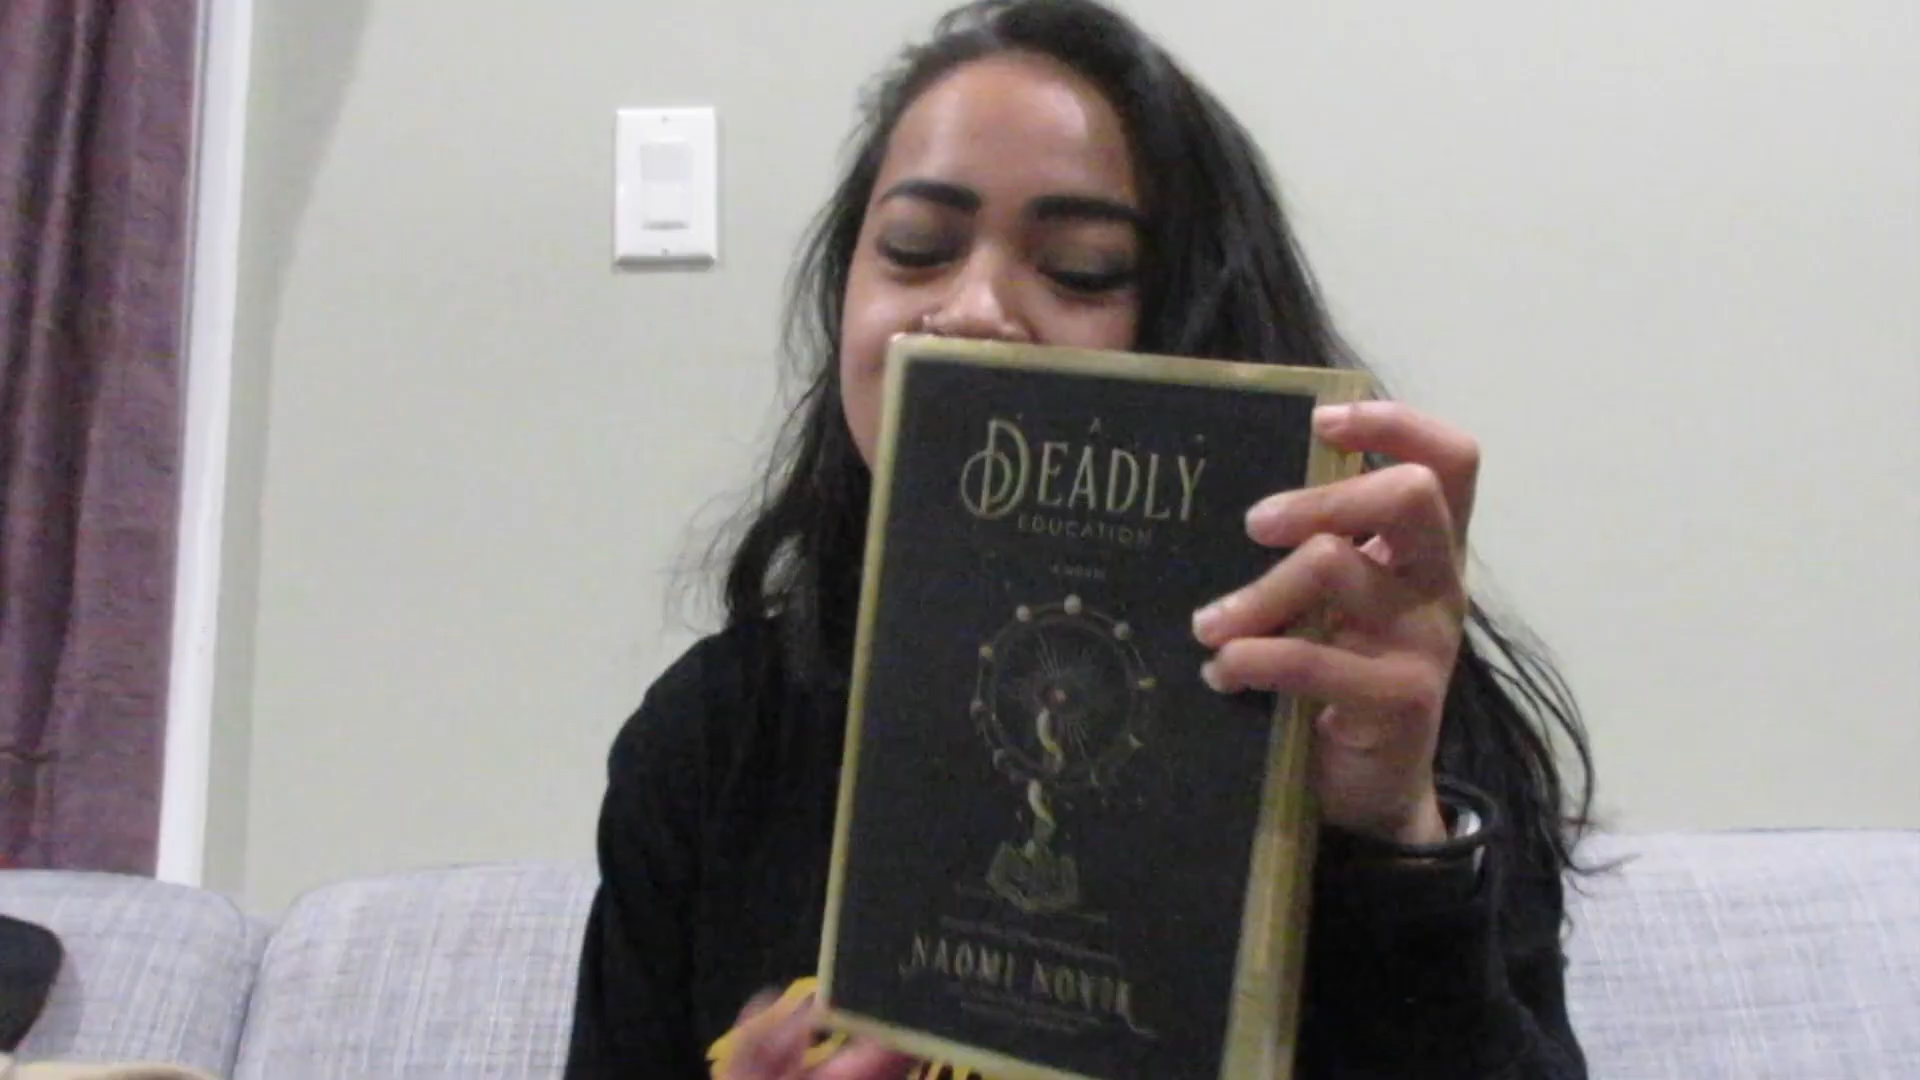 A
DEADLY
EDUCATION
A NOVEL
NAOMI NOVIK